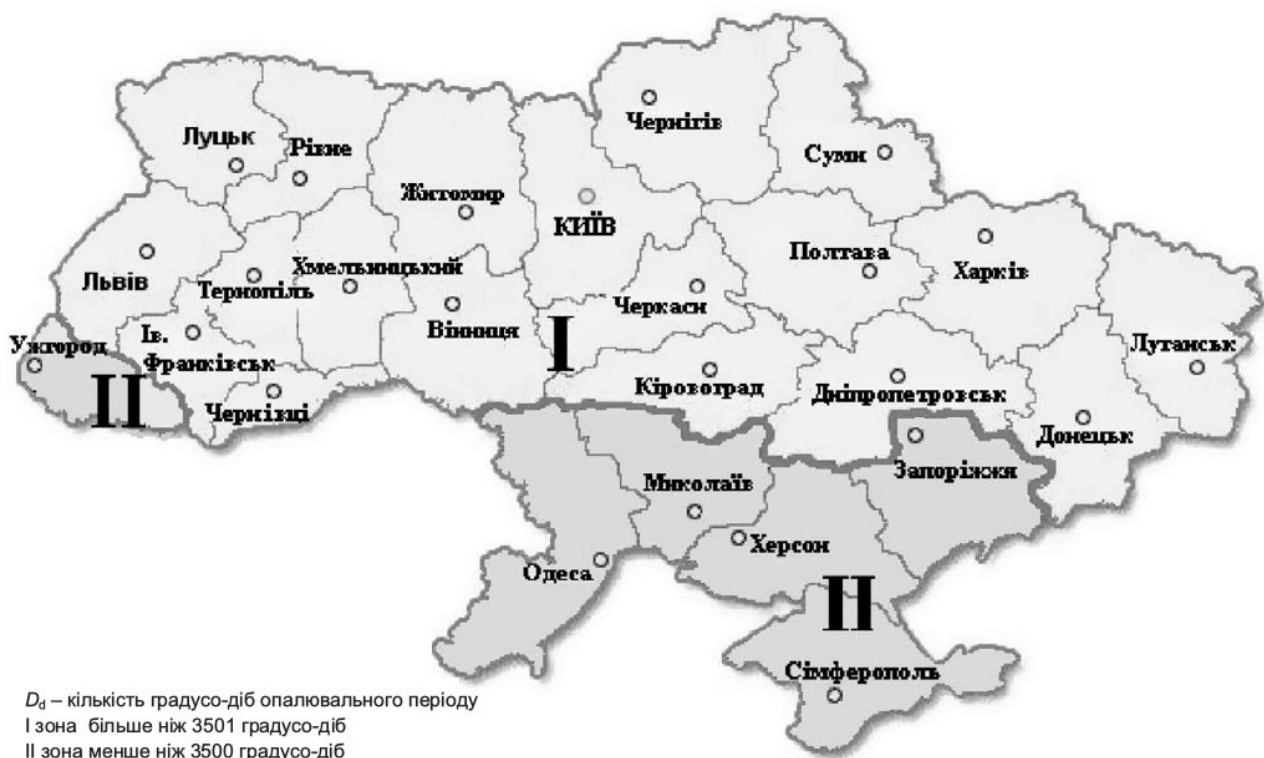 Чернігів
Луцьк
Рівне
Суми
Житомир
КИЇВ
Львів
Тернопіль
Хмельницький
Вінниця
Черкаси
Полтава
Харків
I
Ужгород
II
Ів.
Франківськ
Чернівці
Кіровоград
Дніпропетровськ
Луганськ
Донецьк
Запоріжжя
Миколаїв
Одеса
Херсон
II
Сімферополь
D_d – кількість градусо-діб опалювального періоду
I зона більше ніж 3501 градусо-діб
II зона менше ніж 3500 градусо-діб